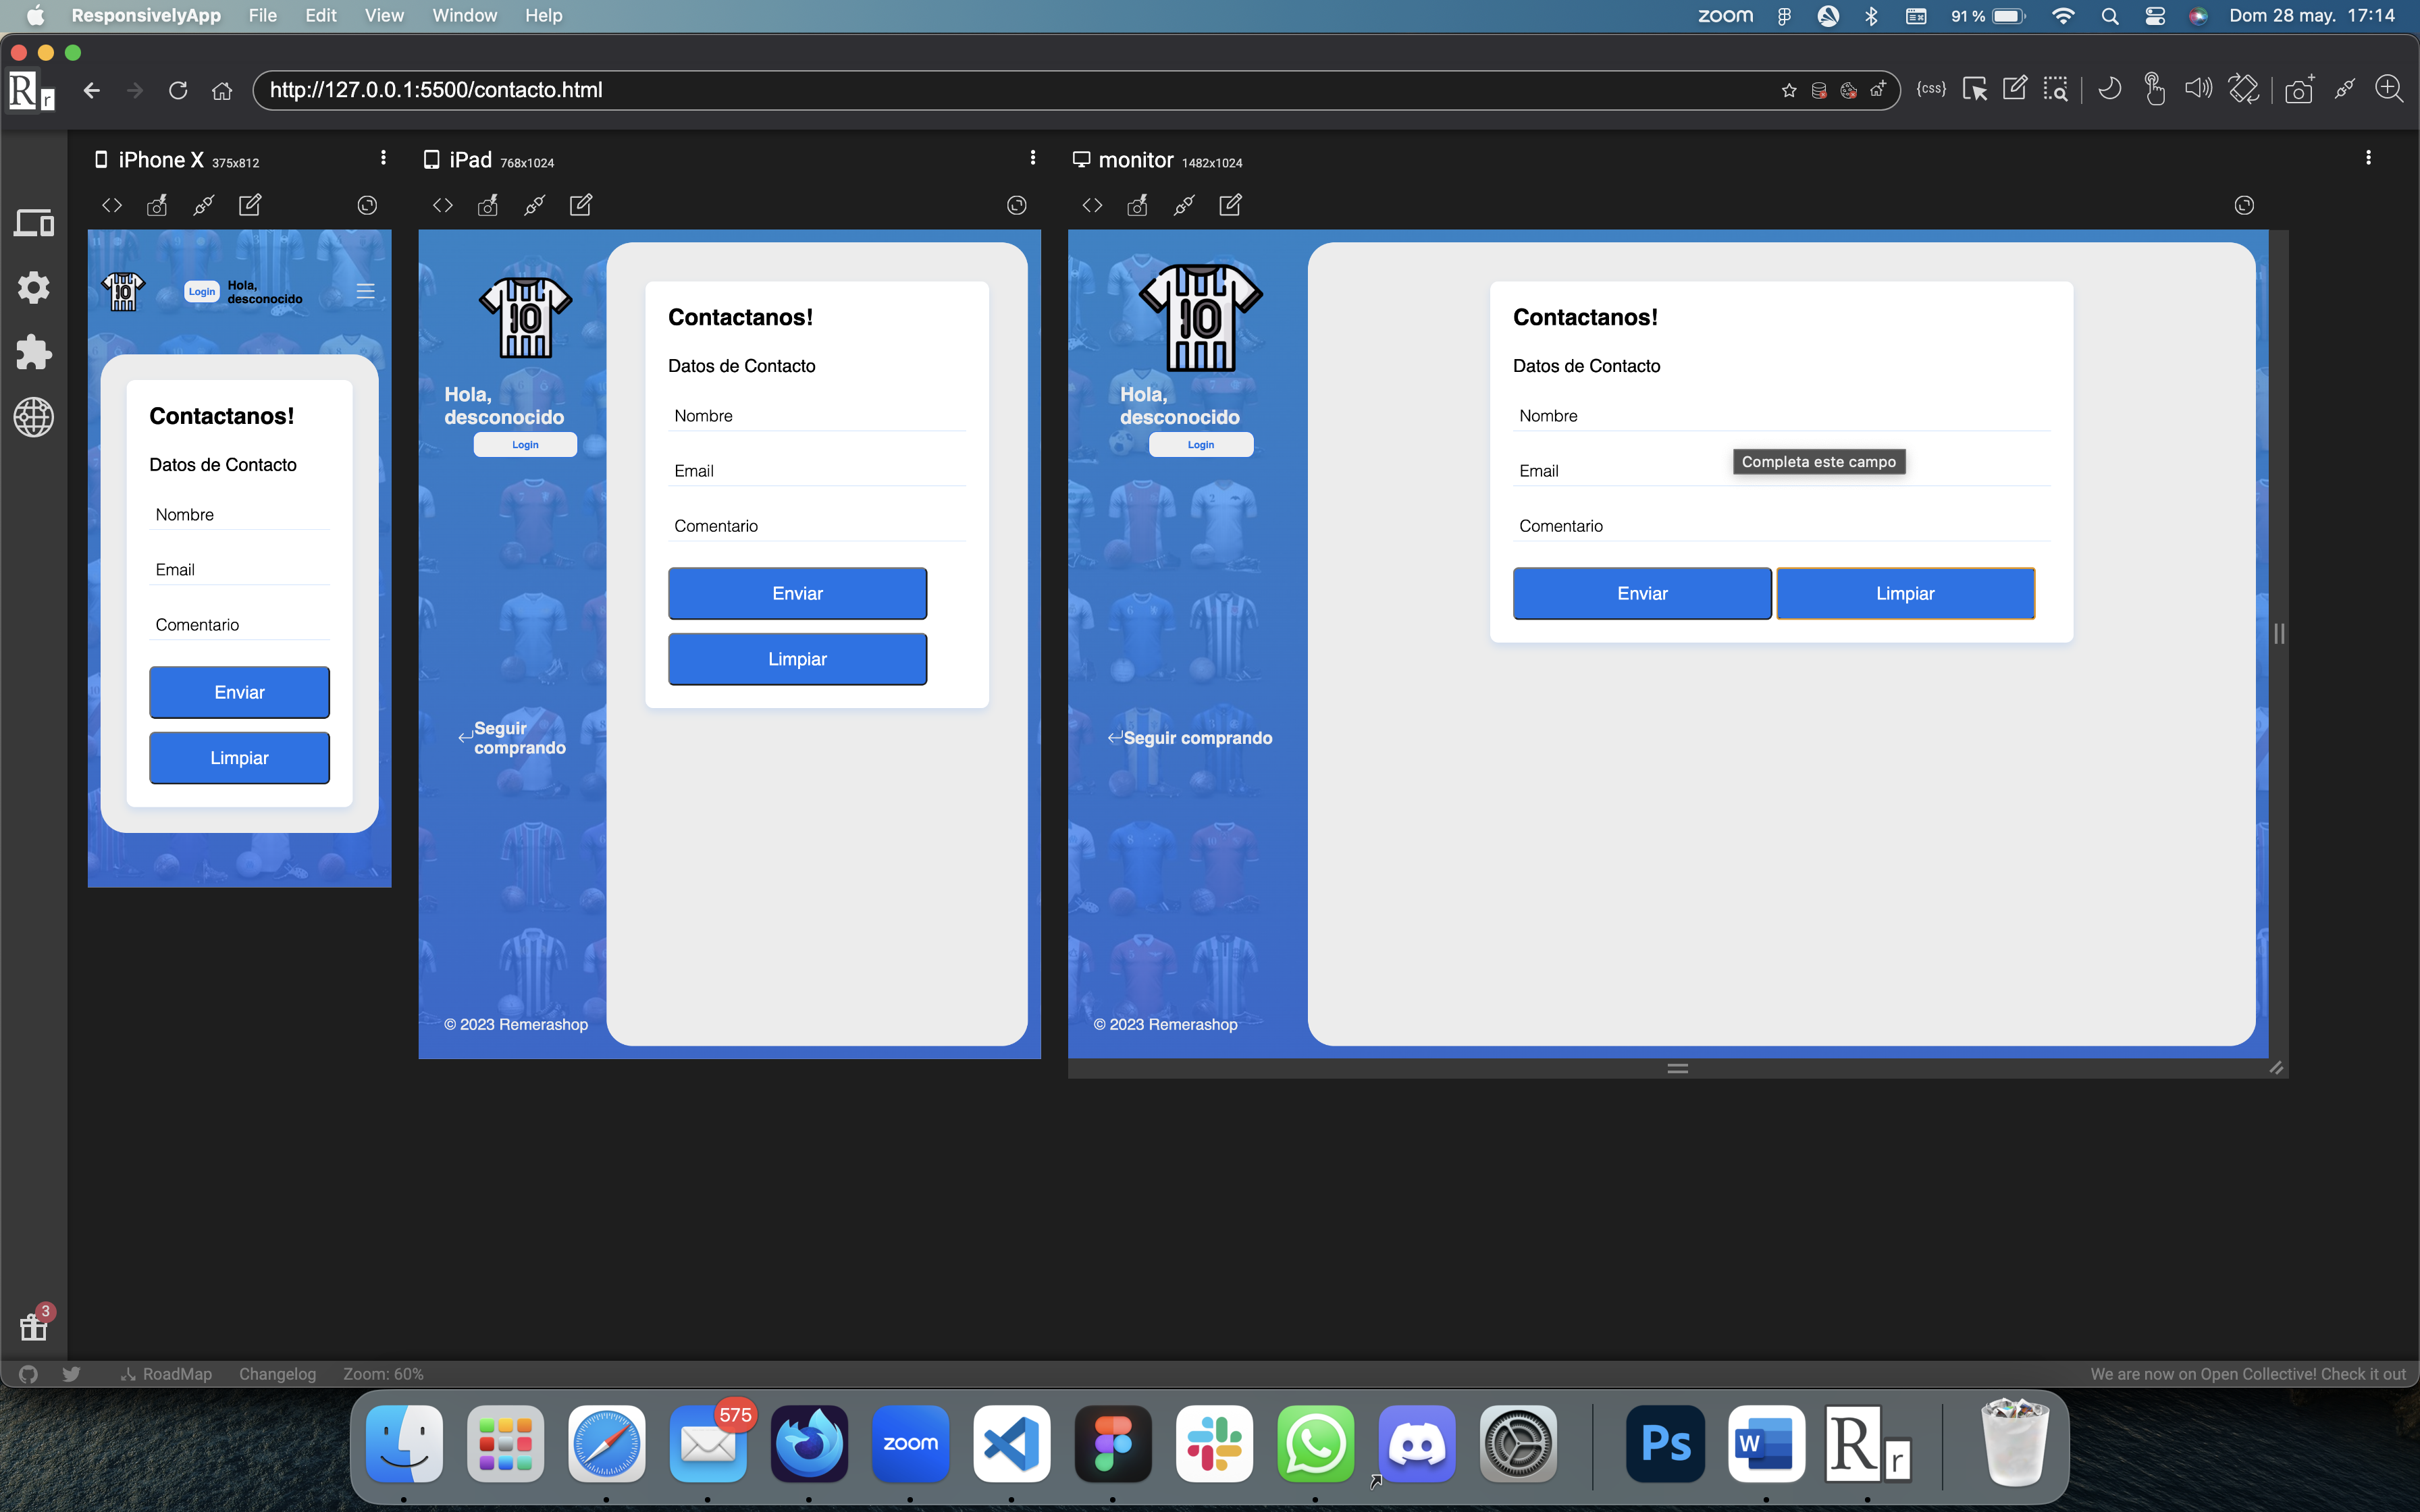 ResponsivelyApp File Edit View Window Help zoom 91 % Dom 28 may. 17:14
R r http://127.0.0.1:5500/contacto.html {css}
iPhone X 375x812
iPad 768x1024
monitor 1482x1024
10
Login
Hola,
desconocido
Contactanos!
Datos de Contacto
Nombre
Email
Comentario
Enviar
Limpiar
10
Hola,
desconocido
Login
Seguir
comprando
© 2023 Remerashop
Contactanos!
Datos de Contacto
Nombre
Email
Comentario
Enviar
Limpiar
10
Hola,
desconocido
Login
Seguir comprando
© 2023 Remerashop
Contactanos!
Datos de Contacto
Nombre
Completa este campo
Email
Comentario
Enviar Limpiar
3
RoadMap Changelog Zoom: 60% We are now on Open Collective! Check it out
575
zoom
Ps
W
R r